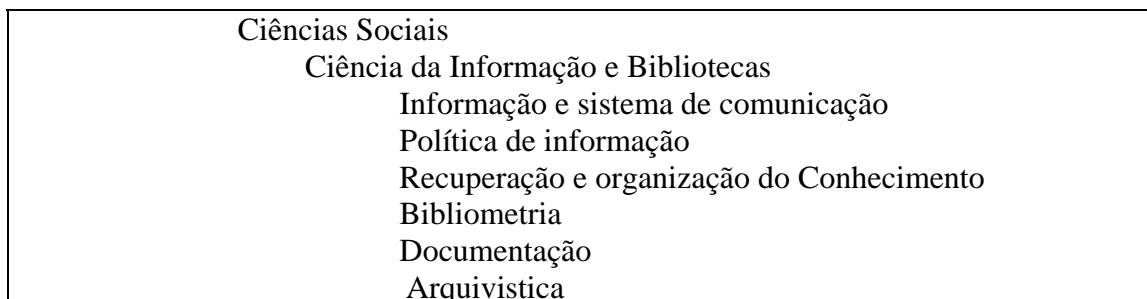 Ciências Sociais
Ciência da Informação e Bibliotecas
Informação e sistema de comunicação
Política de informação
Recuperação e organização do Conhecimento
Bibliometria
Documentação
Arquivistica